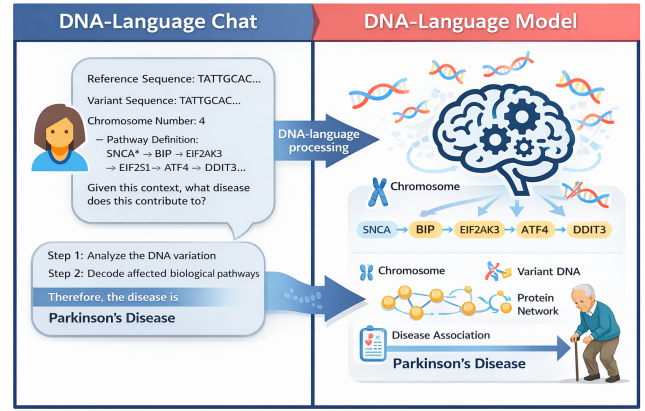 DNA-Language Chat
DNA-Language Model
Reference Sequence: TATTGCAC...
Variant Sequence: TATTGCAC...
Chromosome Number: 4
– Pathway Definition:
SNCA* → BIP → EIF2AK3
→ EIF2S1 → ATF4 → DDIT3...
Given this context, what disease
does this contribute to?
DNA-language
processing
Step 1: Analyze the DNA variation
Step 2: Decode affected biological pathways
Therefore, the disease is
Parkinson's Disease
Chromosome
SNCA → BIP → EIF2AK3 → ATF4 → DDIT3
Chromosome
Variant DNA
Protein
Network
Disease Association
Parkinson's Disease